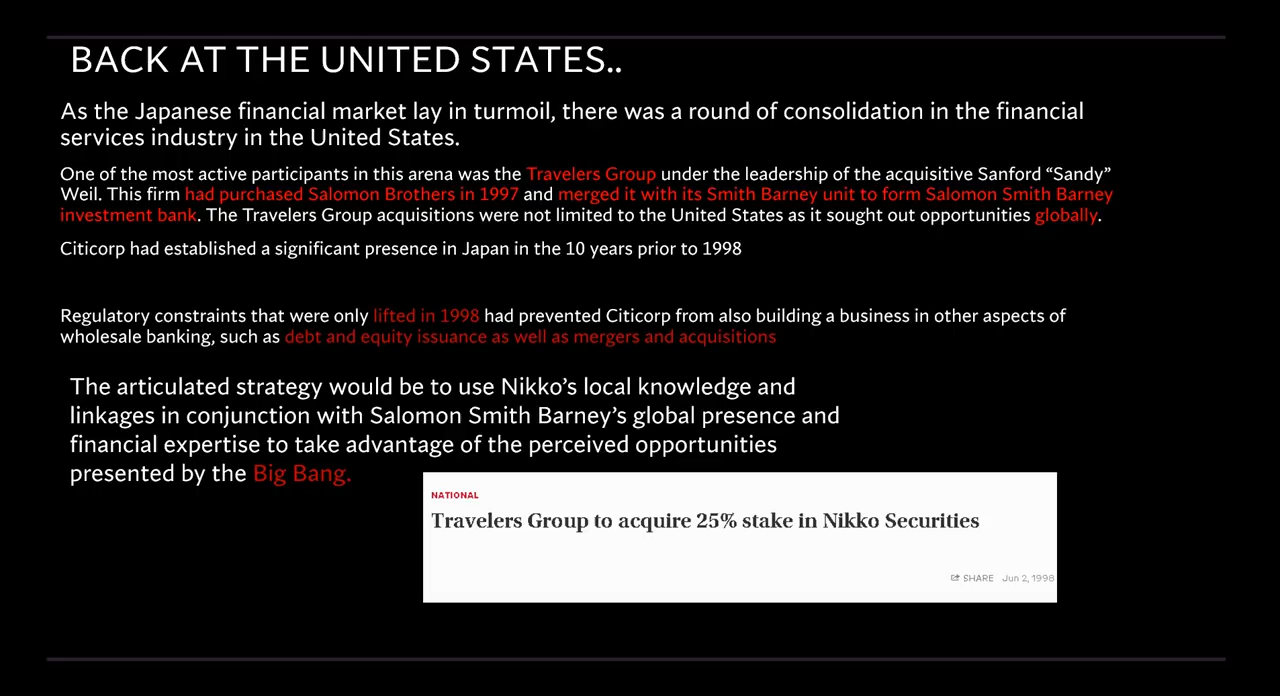 BACK AT THE UNITED STATES..
As the Japanese financial market lay in turmoil, there was a round of consolidation in the financial
services industry in the United States.
One of the most active participants in this arena was the Travelers Group under the leadership of the acquisitive Sanford “Sandy”
Weil. This firm had purchased Salomon Brothers in 1997 and merged it with its Smith Barney unit to form Salomon Smith Barney
investment bank. The Travelers Group acquisitions were not limited to the United States as it sought out opportunities globally.
Citicorp had established a significant presence in Japan in the 10 years prior to 1998
Regulatory constraints that were only lifted in 1998 had prevented Citicorp from also building a business in other aspects of
wholesale banking, such as debt and equity issuance as well as mergers and acquisitions
The articulated strategy would be to use Nikko’s local knowledge and
linkages in conjunction with Salomon Smith Barney’s global presence and
financial expertise to take advantage of the perceived opportunities
presented by the Big Bang.
NATIONAL
Travelers Group to acquire 25% stake in Nikko Securities
SHARE Jun 2, 1998